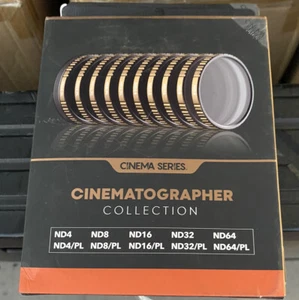 CINEMA SERIES
CINEMATOGRAPHER
COLLECTION
ND4 ND8 ND16 ND32 ND64
ND4/PL ND8/PL ND16/PL ND32/PL ND64/PL